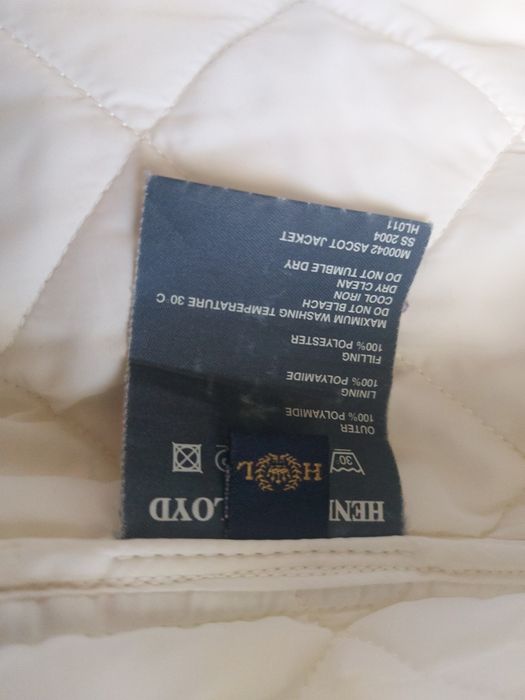 HEN LOYD
30
H L
OUTER
100% POLYAMIDE
LINING
100% POLYAMIDE
FILLING
100% POLYESTER
MAXIMUM WASHING TEMPERATURE 30 C
DO NOT BLEACH
COOL IRON
DRY CLEAN
DO NOT TUMBLE DRY
M00042 ASCOT JACKET
SS 2004
HL011